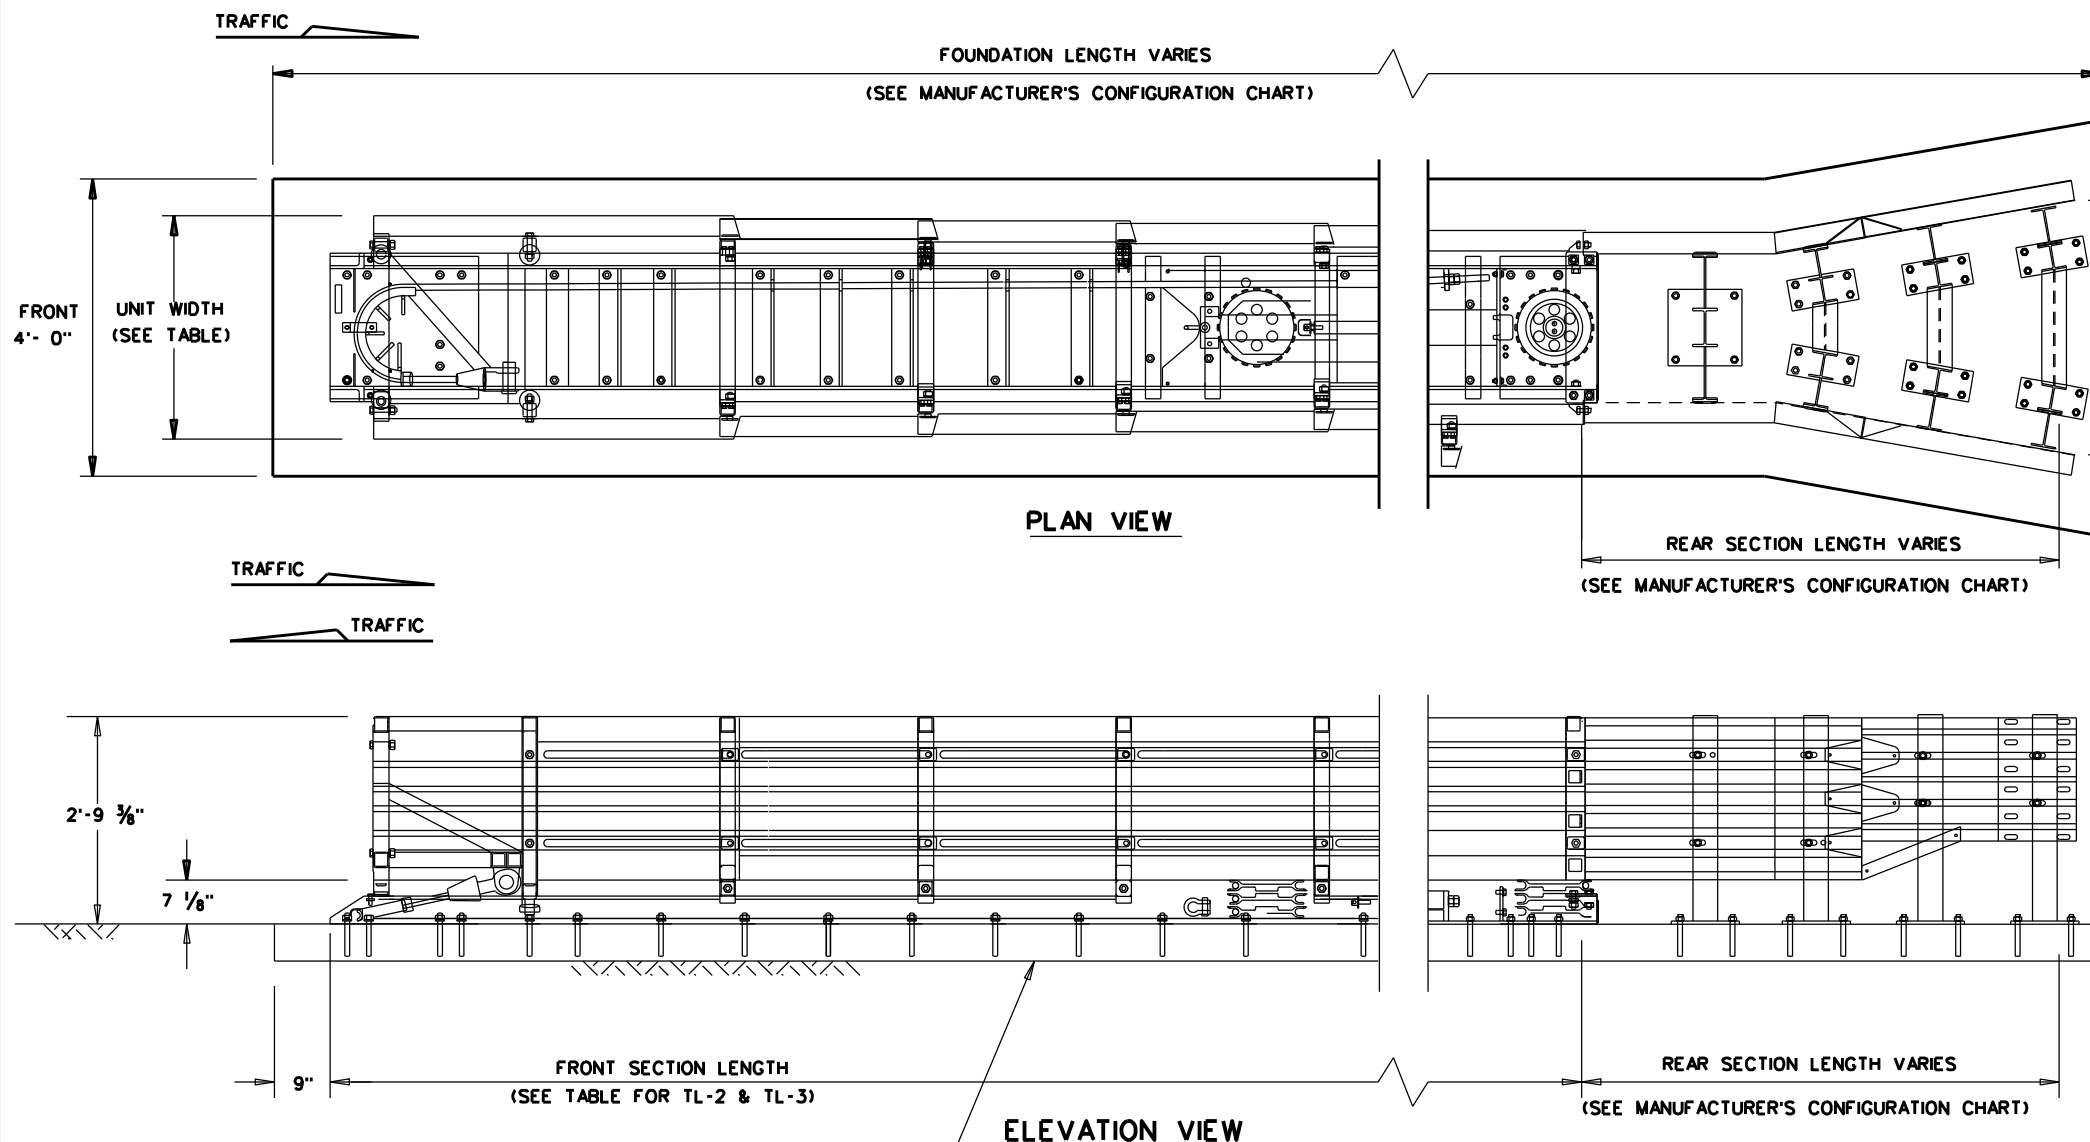 TRAFFIC
FOUNDATION LENGTH VARIES
(SEE MANUFACTURER'S CONFIGURATION CHART)
FRONT
4'- 0"
UNIT WIDTH
(SEE TABLE)
PLAN VIEW
REAR SECTION LENGTH VARIES
(SEE MANUFACTURER'S CONFIGURATION CHART)
TRAFFIC
TRAFFIC
2'-9 3/8"
7 1/8"
9"
FRONT SECTION LENGTH
(SEE TABLE FOR TL-2 & TL-3)
REAR SECTION LENGTH VARIES
(SEE MANUFACTURER'S CONFIGURATION CHART)
ELEVATION VIEW